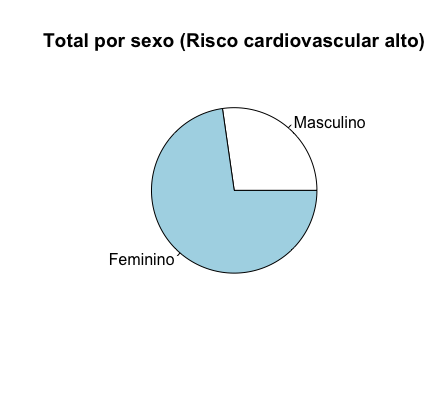 Total por sexo (Risco cardiovascular alto)
Masculino
Feminino